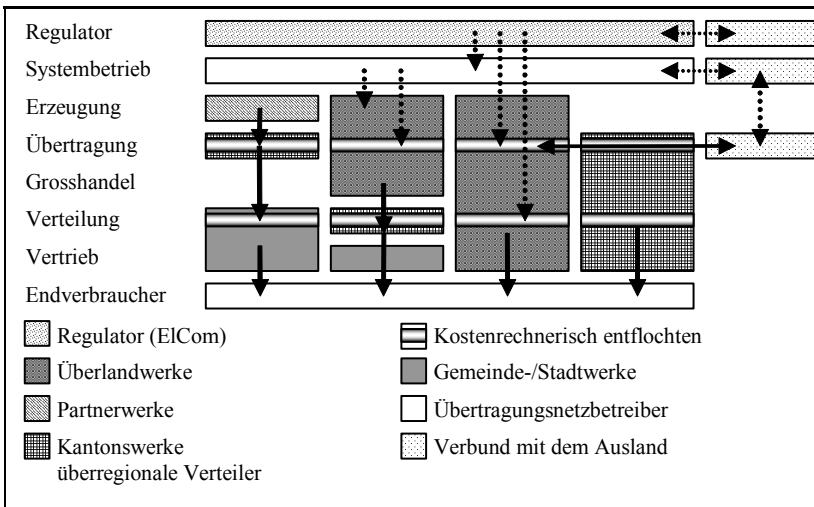 Regulator
Systembetrieb
Erzeugung
Übertragung
Grosshandel
Verteilung
Vertrieb
Endverbraucher
Regulator (ElCom)
Überlandwerke
Partnerwerke
Kantonswerke
überregionale Verteiler
Kostenrechnerisch entflochten
Gemeinde-/Stadtwerke
Übertragungsnetzbetreiber
Verbund mit dem Ausland